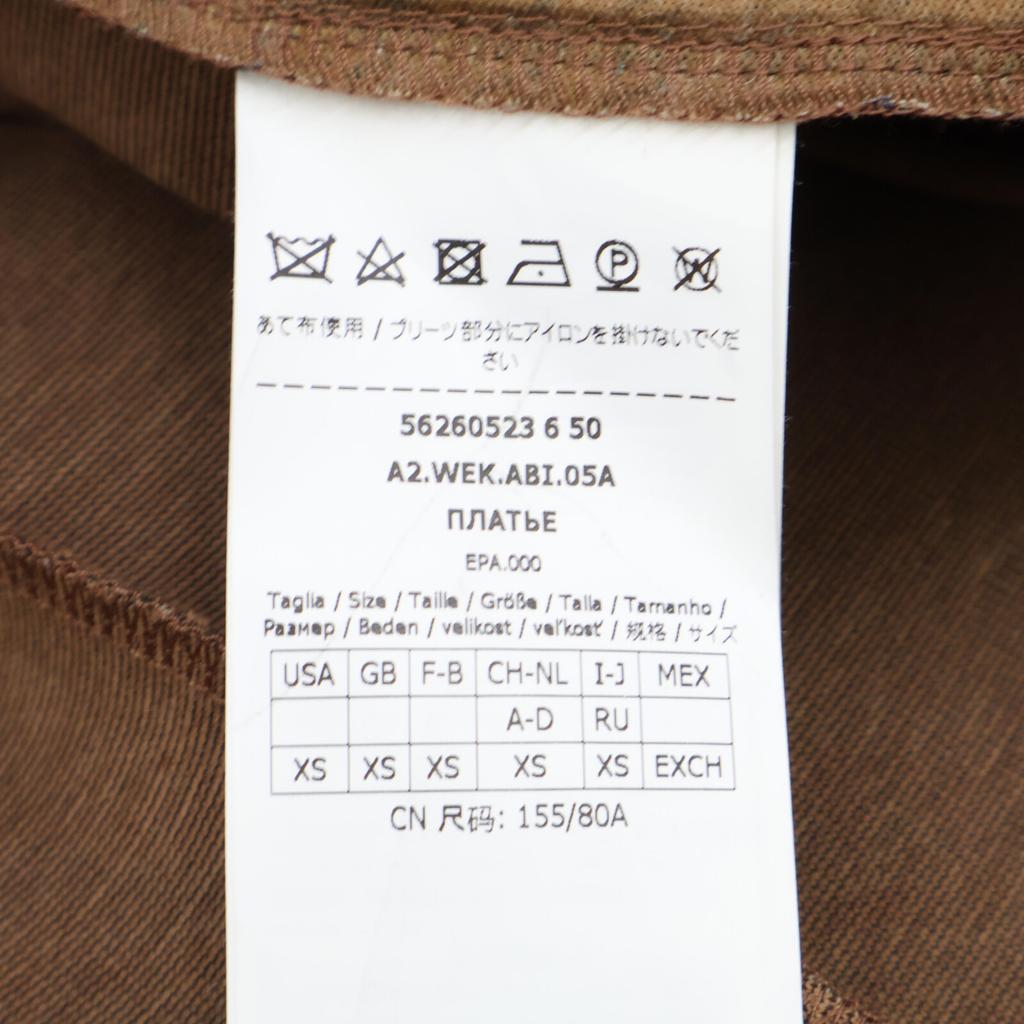 P W
あて布使用 / プリーツ部分にアイロンを掛けないでくだ
さい
56260523 6 50
A2.WEK.ABI.05A
ПЛАТЬЕ
EPA.000
Taglia / Size / Taille / Größe / Talla / Tamanho /
Размер / Beden / velikost / veľkosť / 规格 / サイズ
USA GB F-B CH-NL I-J MEX
A-D RU
XS XS XS XS XS EXCH
CN 尺码: 155/80A